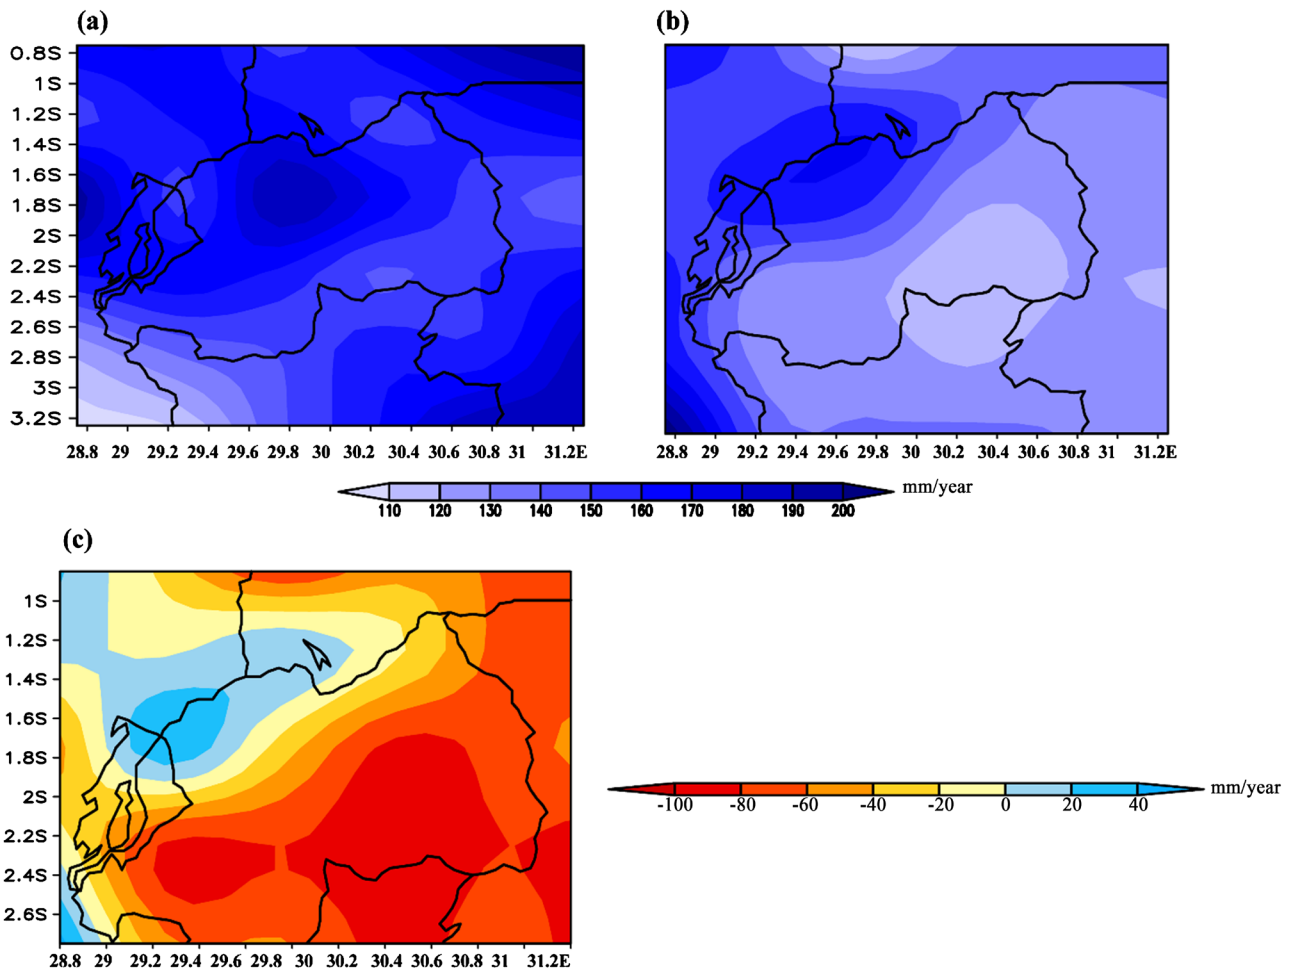 (a) (b)
0.8S
1S
1.2S
1.4S
1.6S
1.8S
2S
2.2S
2.4S
2.6S
2.8S
3S
3.2S
28.8 29 29.2 29.4 29.6 29.8 30 30.2 30.4 30.6 30.8 31 31.2E 28.8 29 29.2 29.4 29.6 29.8 30 30.2 30.4 30.6 30.8 31 31.2E
110 120 130 140 150 160 170 180 190 200 mm/year
(c)
1S
1.2S
1.4S
1.6S
1.8S
2S
2.2S
2.4S
2.6S
28.8 29 29.2 29.4 29.6 29.8 30 30.2 30.4 30.6 30.8 31 31.2E
-100 -80 -60 -40 -20 0 20 40 mm/year